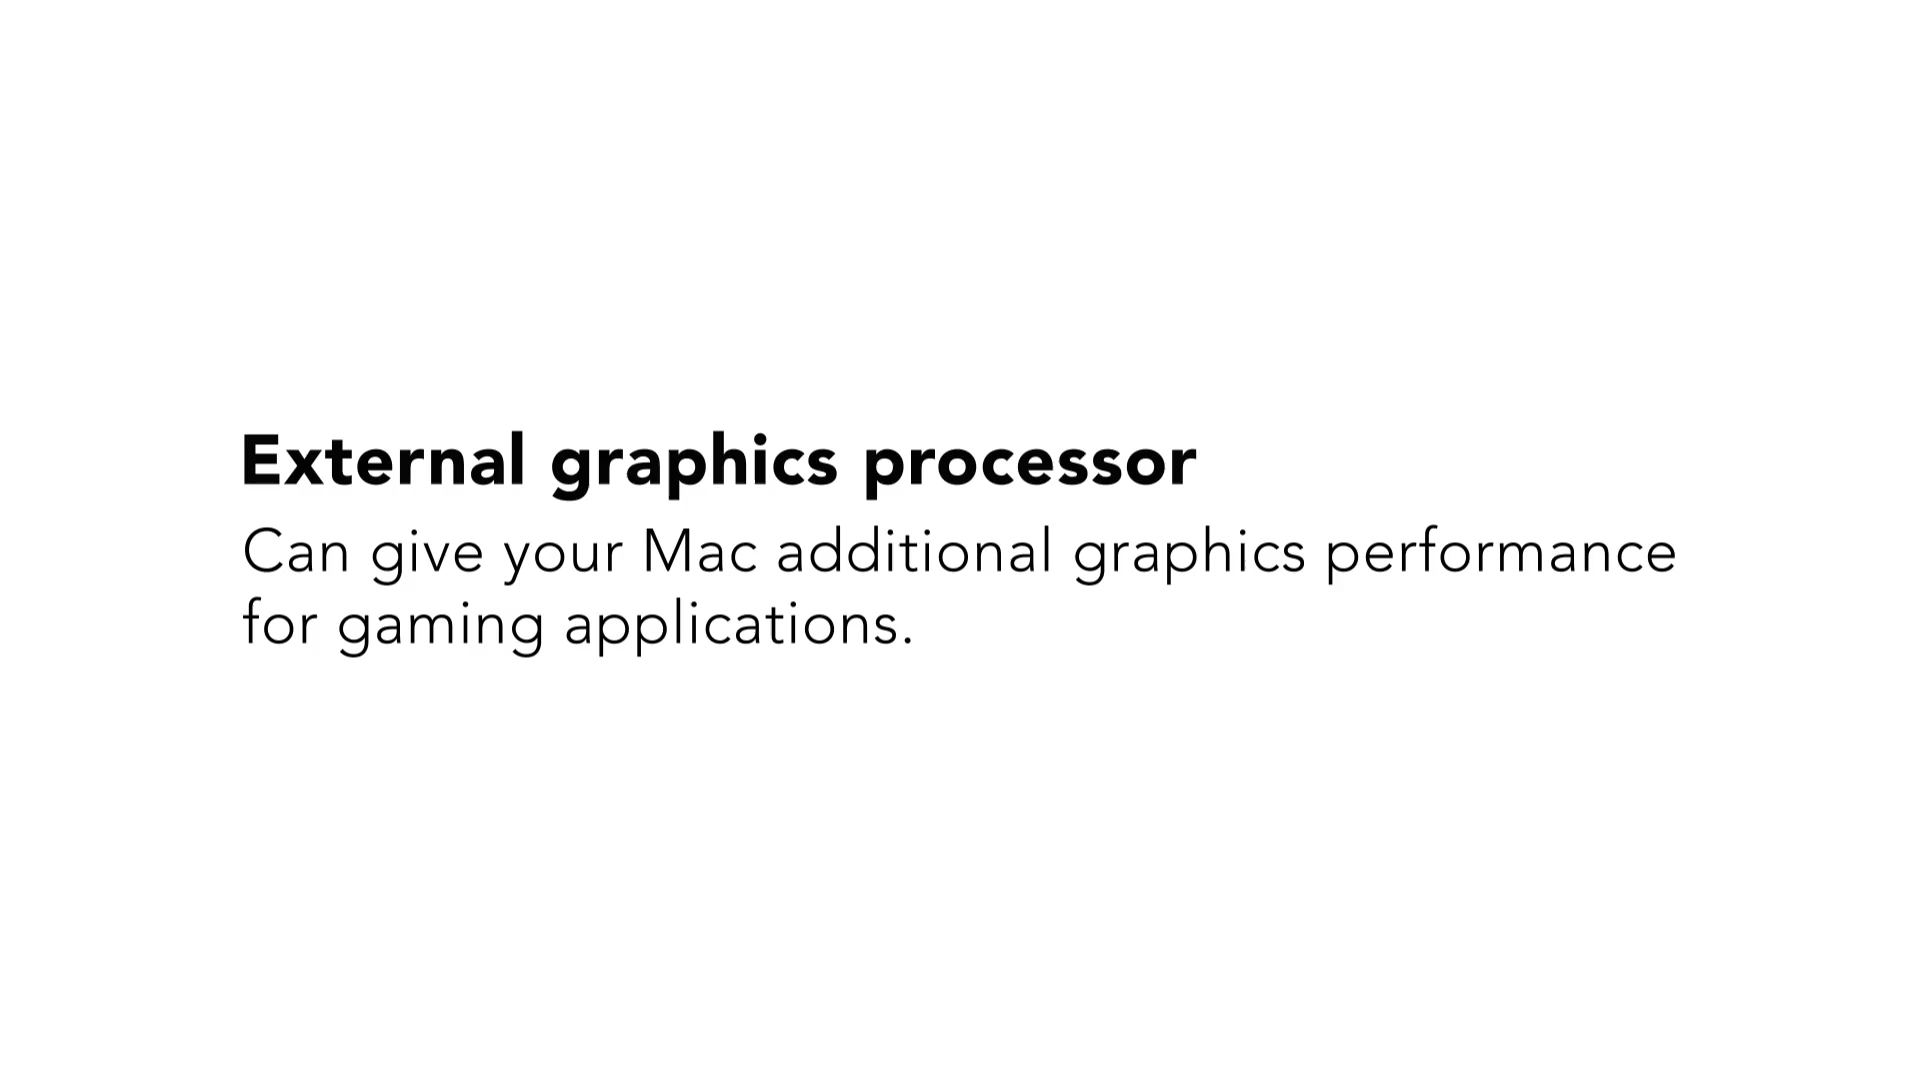 External graphics processor
Can give your Mac additional graphics performance
for gaming applications.